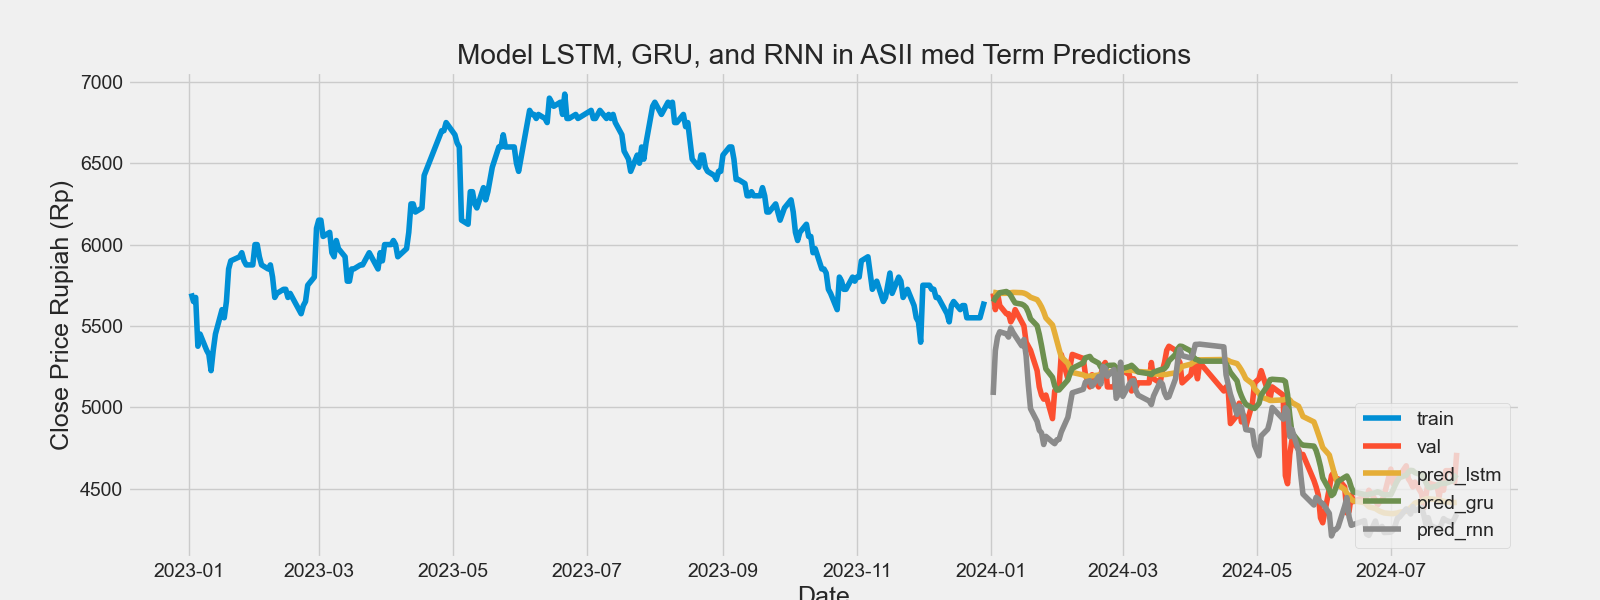 Model LSTM, GRU, and RNN in ASII med Term Predictions
Close Price Rupiah (Rp)
7000
6500
6000
5500
5000
4500
train
val
pred_lstm
pred_gru
pred_rnn
2023-01 2023-03 2023-05 2023-07 2023-09 2023-11 2024-01 2024-03 2024-05 2024-07
Date